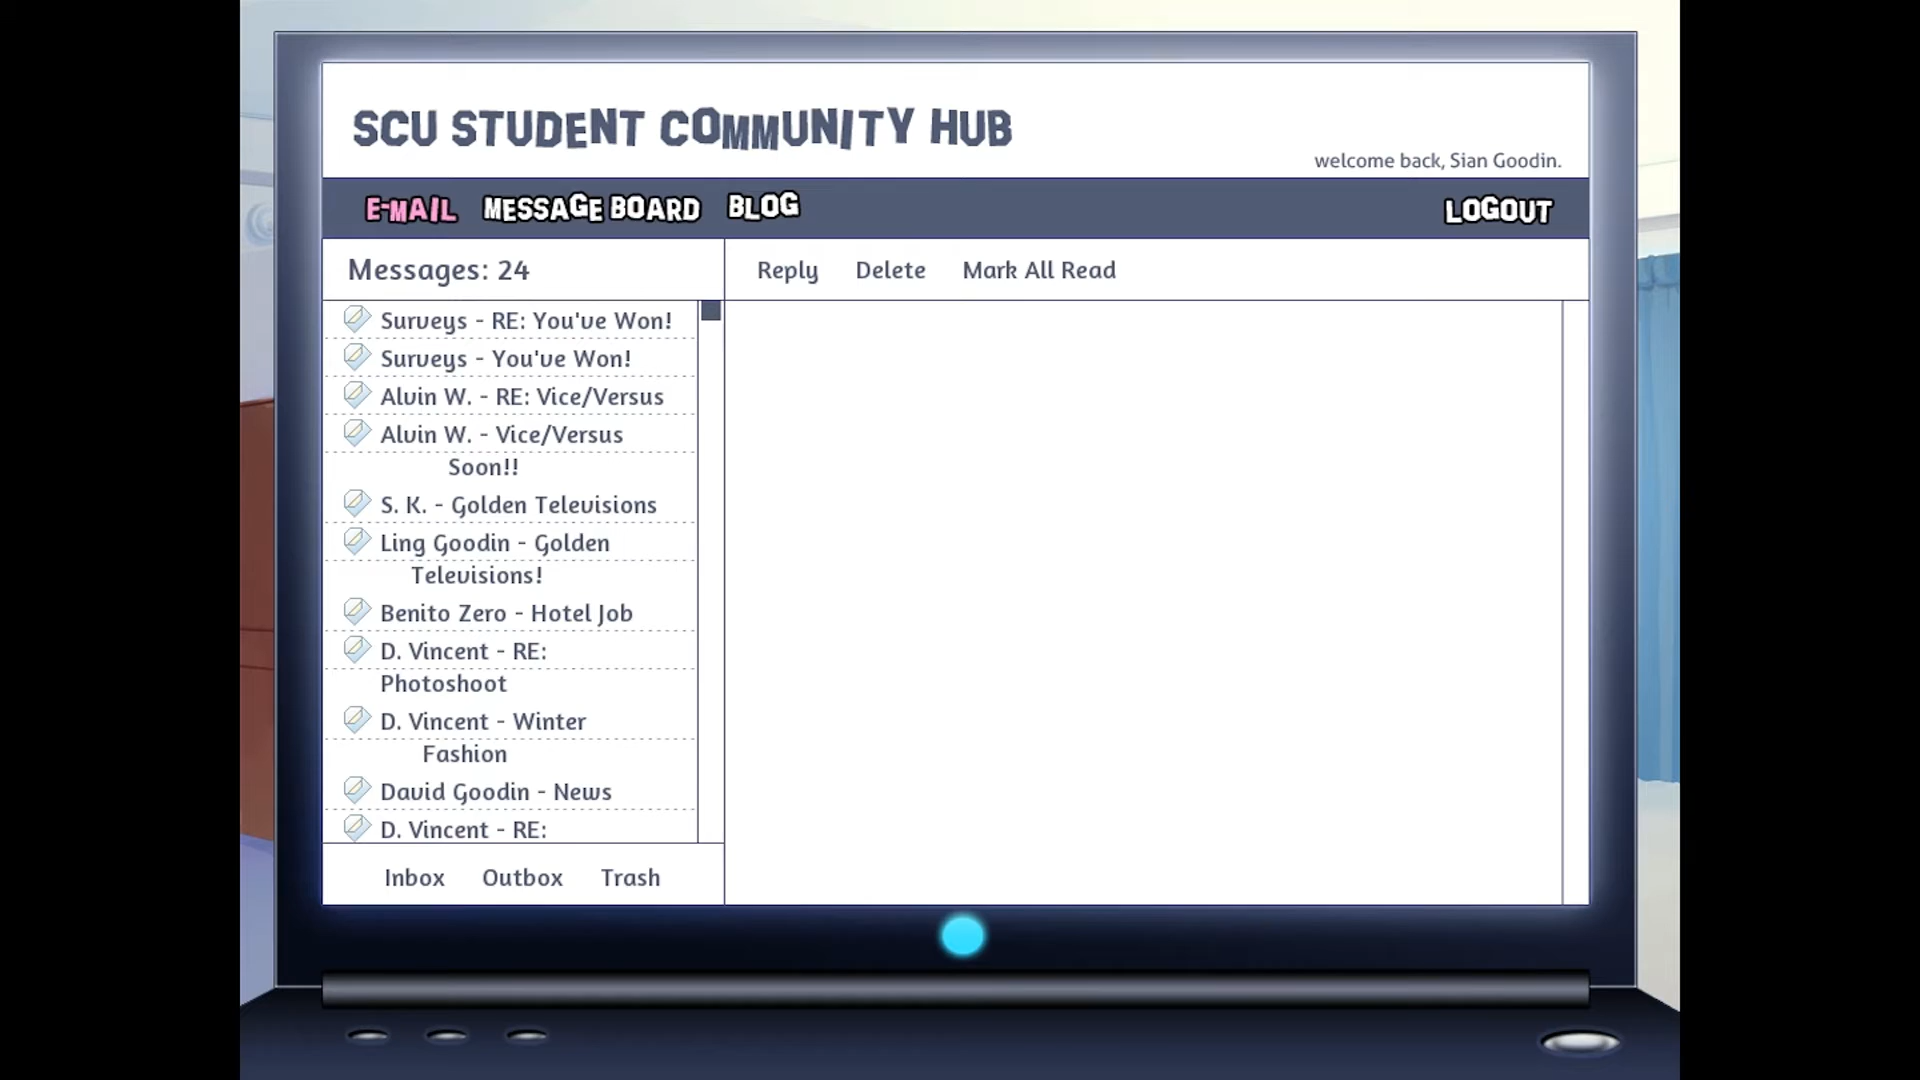 SCU STUDENT COMMUNITY HUB
welcome back, Sian Goodin.
E-MAIL MESSAGE BOARD BLOG LOGOUT
Messages: 24
Reply Delete Mark All Read
Surveys - RE: You've Won!
Surveys - You've Won!
Alvin W. - RE: Vice/Versus
Alvin W. - Vice/Versus
Soon!!
S. K. - Golden Televisions
Ling Goodin - Golden
Televisions!
Benito Zero - Hotel Job
D. Vincent - RE:
Photoshoot
D. Vincent - Winter
Fashion
David Goodin - News
D. Vincent - RE:
Inbox Outbox Trash